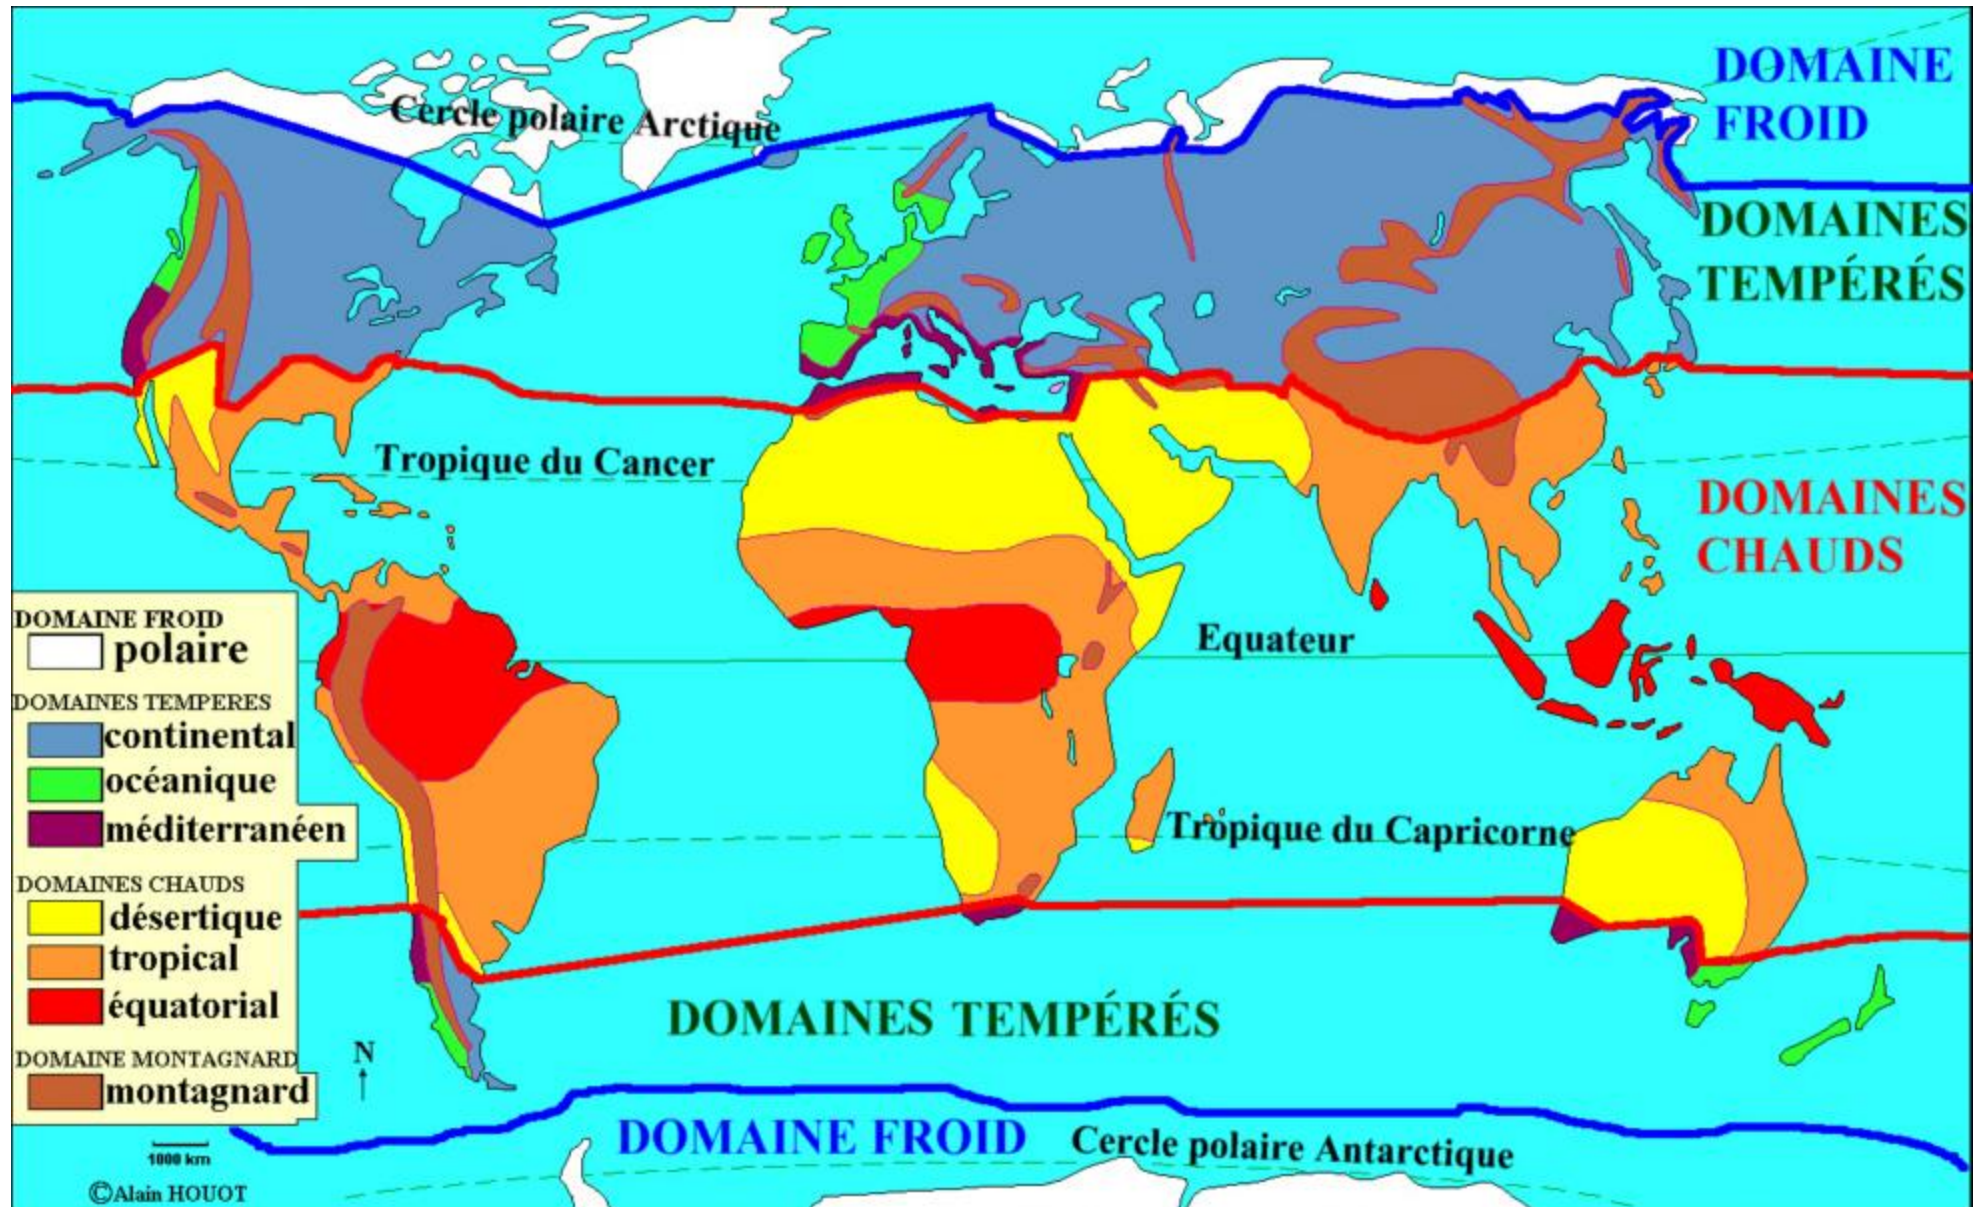 Cercle polaire Arctique
DOMAINE
FROID
DOMAINES
TEMPÉRÉS
Tropique du Cancer
DOMAINES
CHAUDS
Equateur
Tropique du Capricorne
DOMAINES TEMPÉRÉS
DOMAINE FROID
Cercle polaire Antarctique
DOMAINE FROID
polaire
DOMAINES TEMPERES
continental
océanique
méditerranéen
DOMAINES CHAUDS
désertique
tropical
équatorial
DOMAINE MONTAGNARD
montagnard
N
1000 km
©Alain HOUOT